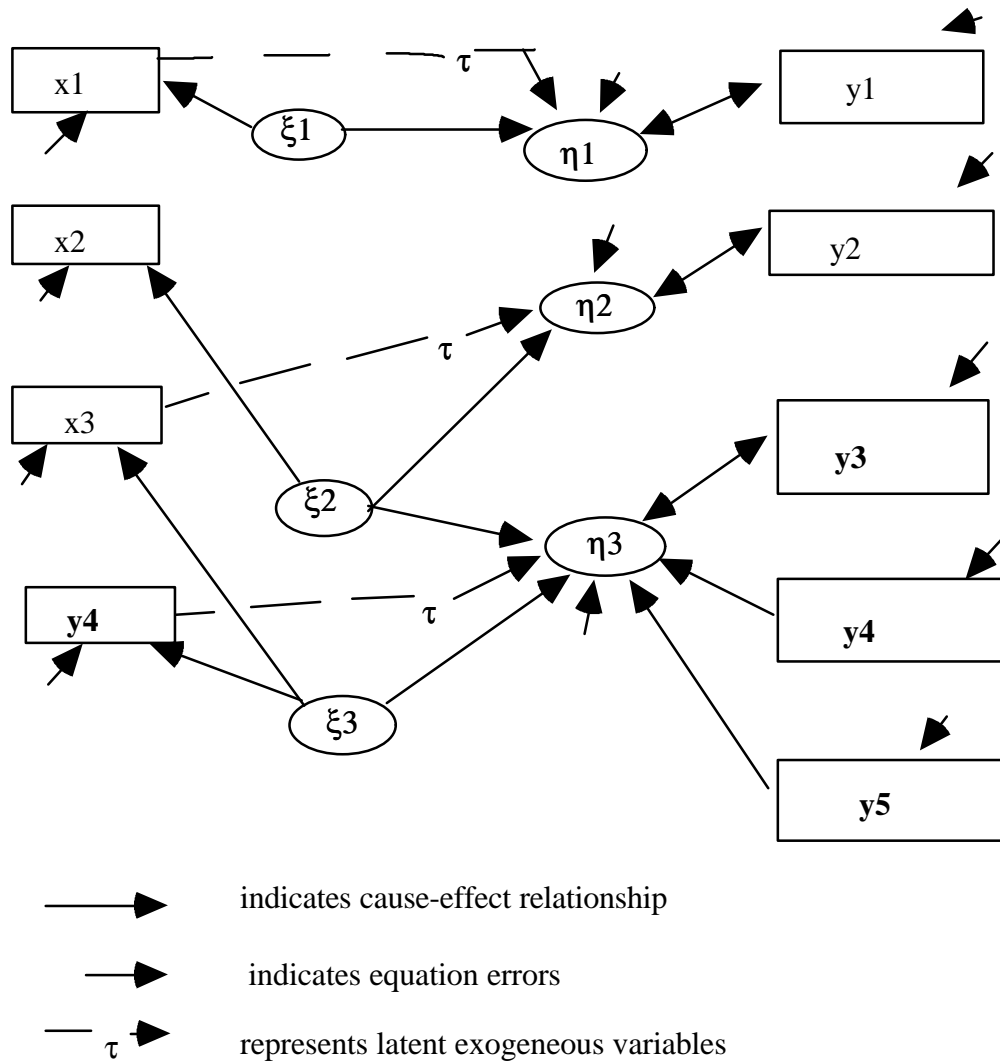 x1
τ
ξ1
η1
y1
x2
η2
y2
τ
x3
ξ2
η3
y3
y4
τ
y4
ξ3
y5
indicates cause-effect relationship
indicates equation errors
τ
represents latent exogeneous variables